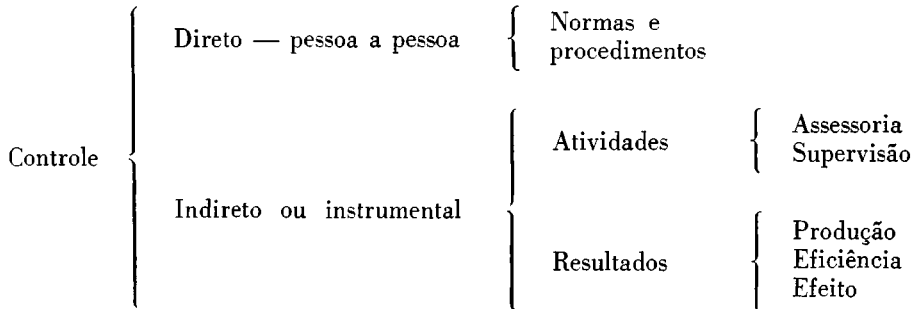 Direto — pessoa a pessoa
Normas e
procedimentos
Controle
Indireto ou instrumental
Atividades
Assessoria
Supervisão
Resultados
Produção
Eficiência
Efeito